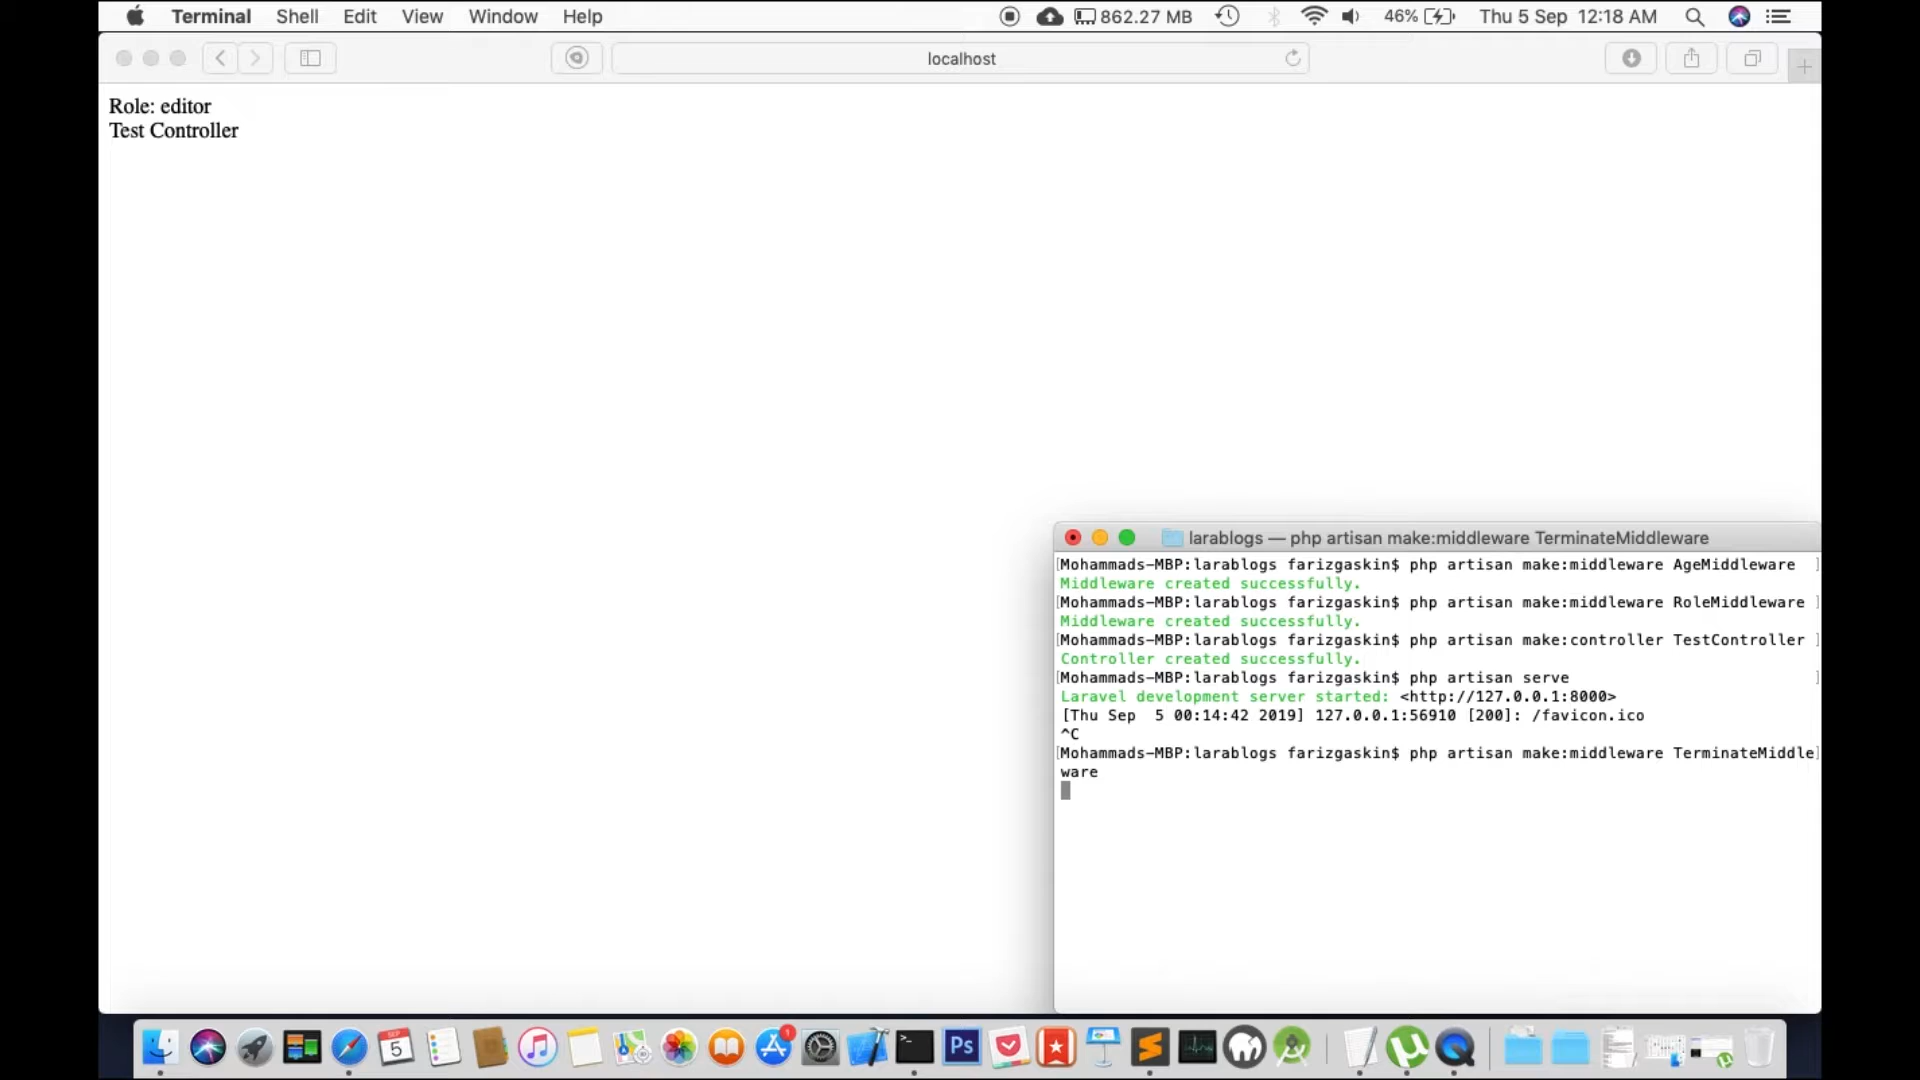 Terminal Shell Edit View Window Help 862.27 MB 46% Thu 5 Sep 12:18 AM
localhost
Role: editor
Test Controller
larablogs — php artisan make:middleware TerminateMiddleware
[Mohammads-MBP:larablogs farizgaskin$ php artisan make:middleware AgeMiddleware ]
Middleware created successfully.
[Mohammads-MBP:larablogs farizgaskin$ php artisan make:middleware RoleMiddleware ]
Middleware created successfully.
[Mohammads-MBP:larablogs farizgaskin$ php artisan make:controller TestController ]
Controller created successfully.
[Mohammads-MBP:larablogs farizgaskin$ php artisan serve ]
Laravel development server started: <http://127.0.0.1:8000>
[Thu Sep  5 00:14:42 2019] 127.0.0.1:56910 [200]: /favicon.ico
^C
[Mohammads-MBP:larablogs farizgaskin$ php artisan make:middleware TerminateMiddle]
ware
SEP
5
1
>_
Ps